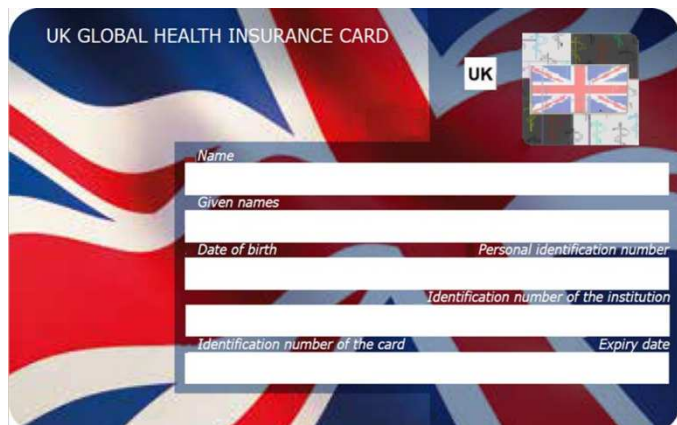 UK GLOBAL HEALTH INSURANCE CARD
UK
Name
Given names
Date of birth Personal identification number
Identification number of the institution
Identification number of the card Expiry date